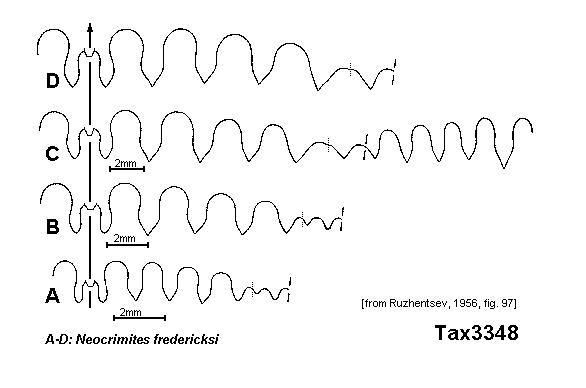 D
C
2mm
B
2mm
A
2mm
[from Ruzhentsev, 1956, fig. 97]
Tax3348
A-D: Neocrimites fredericksi